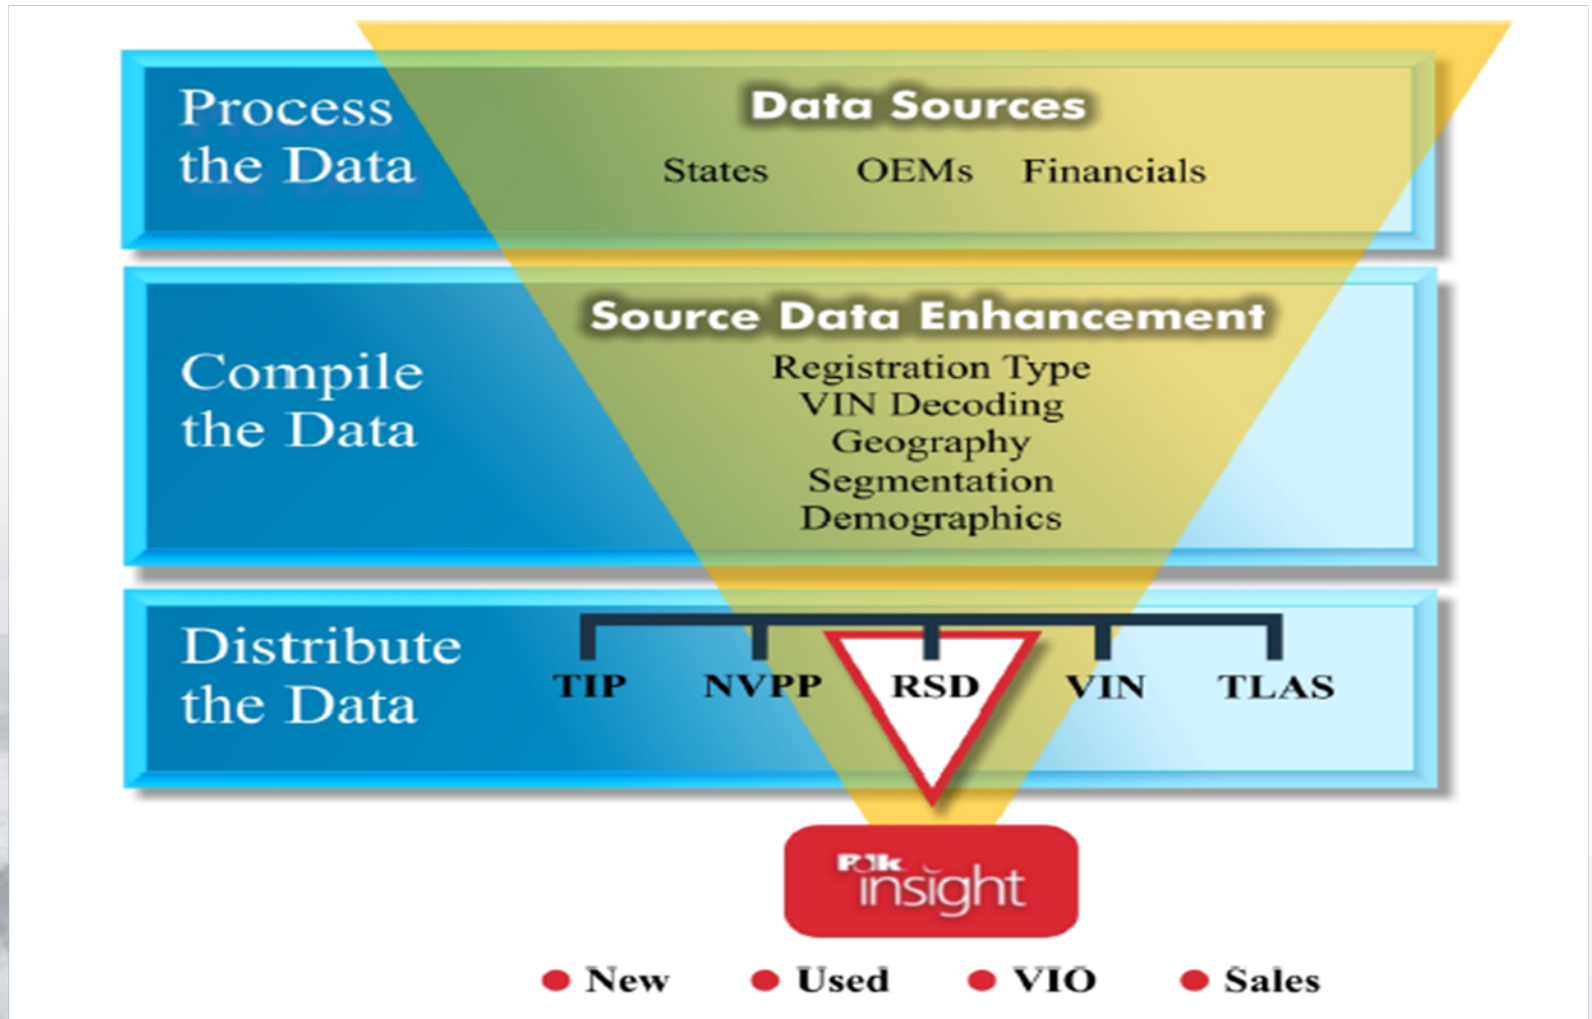 Process
the Data
Data Sources
States OEMs Financials
Compile
the Data
Source Data Enhancement
Registration Type
VIN Decoding
Geography
Segmentation
Demographics
Distribute
the Data
TIP NVPP RSD VIN TLAS
Polk
insight
New Used VIO Sales